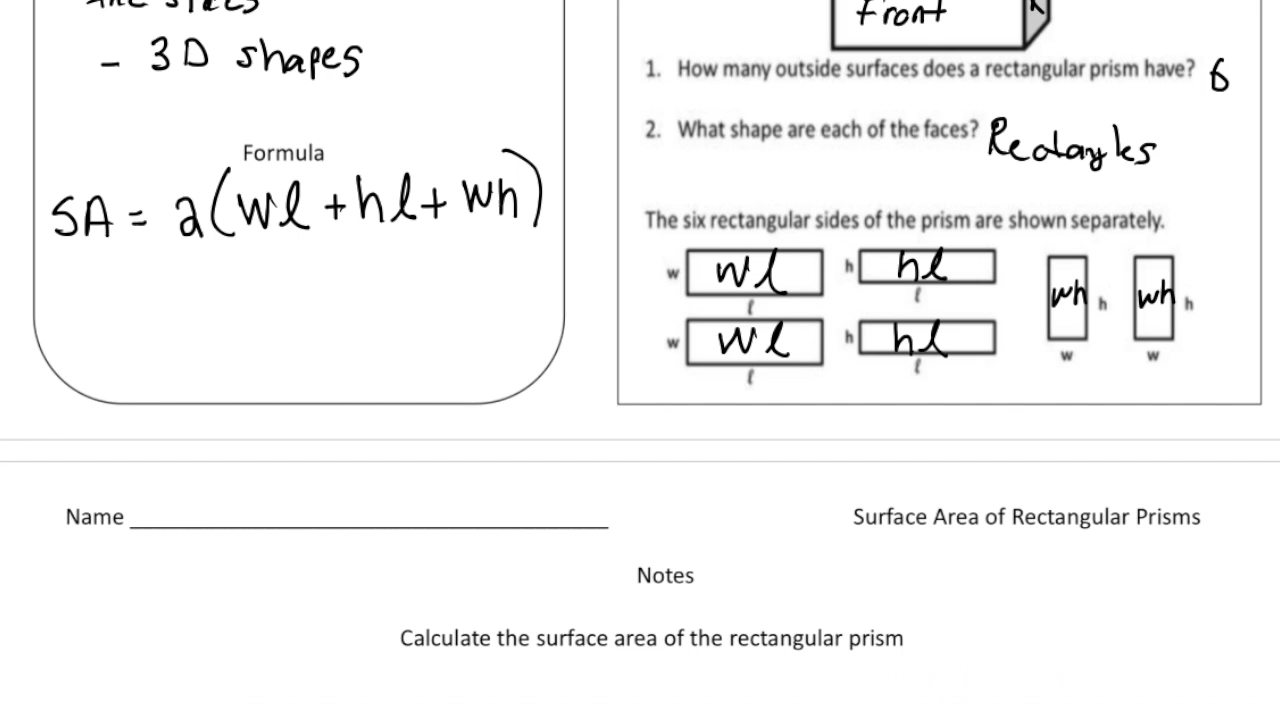 - 3D shapes
Formula
SA = 2(wl + hl + wh)
Front
1. How many outside surfaces does a rectangular prism have? 6
2. What shape are each of the faces?
The six rectangular sides of the prism are shown separately.
w wl h hl wh h wh h
l l
w wl h hl w w
l l
Name
Surface Area of Rectangular Prisms
Notes
Calculate the surface area of the rectangular prism